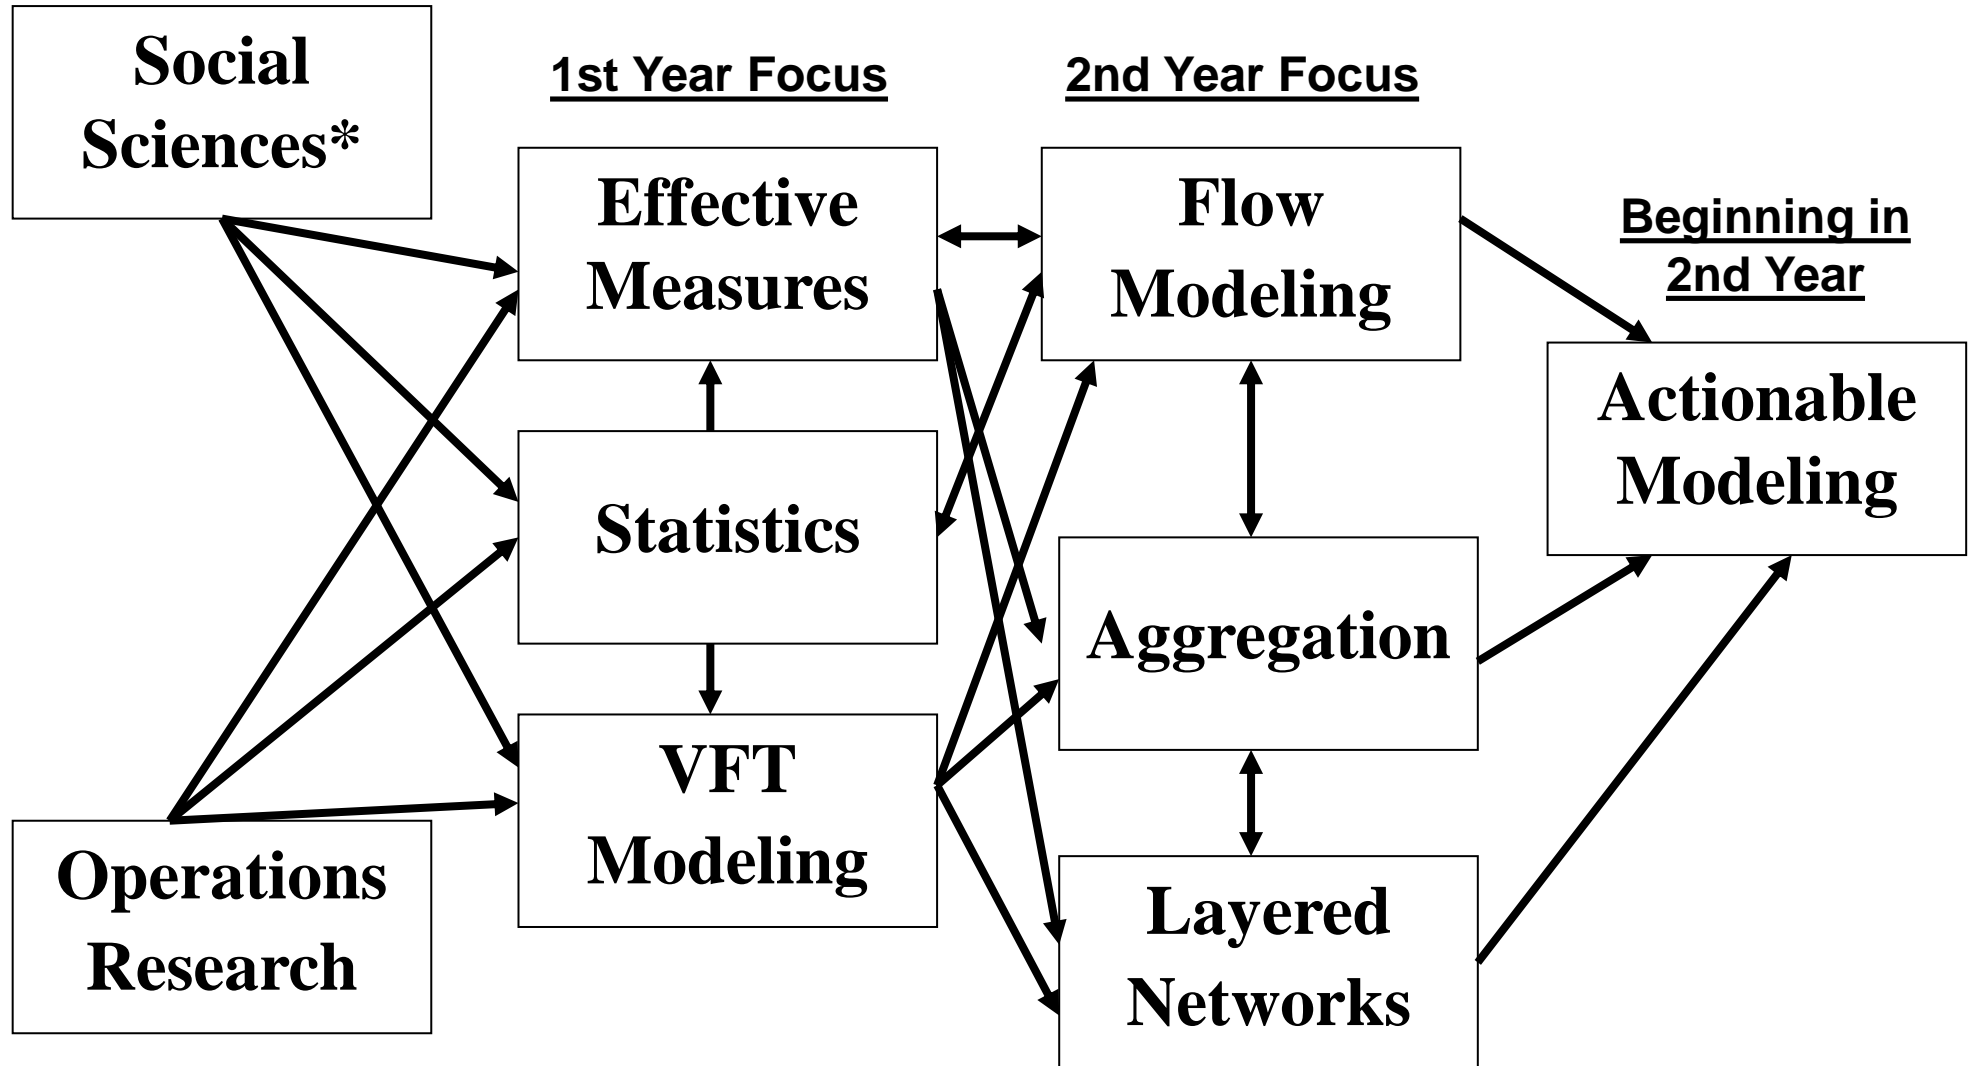 Social
Sciences*
1st Year Focus
2nd Year Focus
Effective
Measures
Flow
Modeling
Beginning in
2nd Year
Actionable
Modeling
Statistics
Aggregation
VFT
Modeling
Operations
Research
Layered
Networks